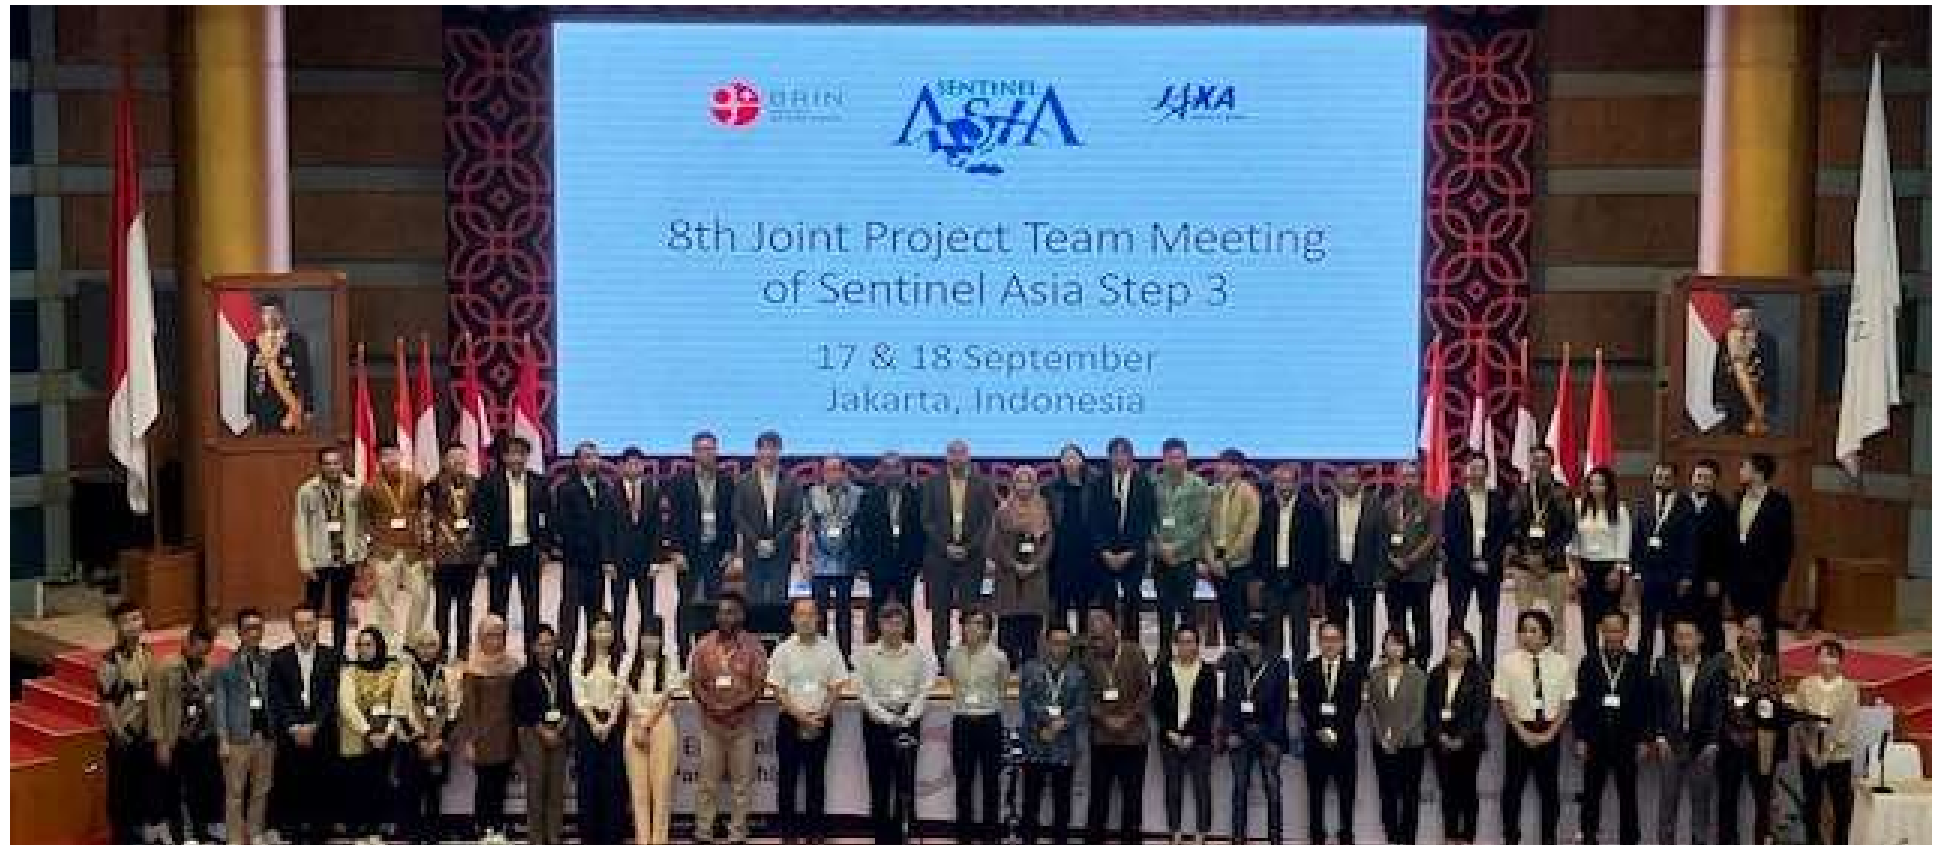 BRIN
SENTINEL
ASIA
JAXA
8th Joint Project Team Meeting
of Sentinel Asia Step 3
17 & 18 September
Jakarta, Indonesia